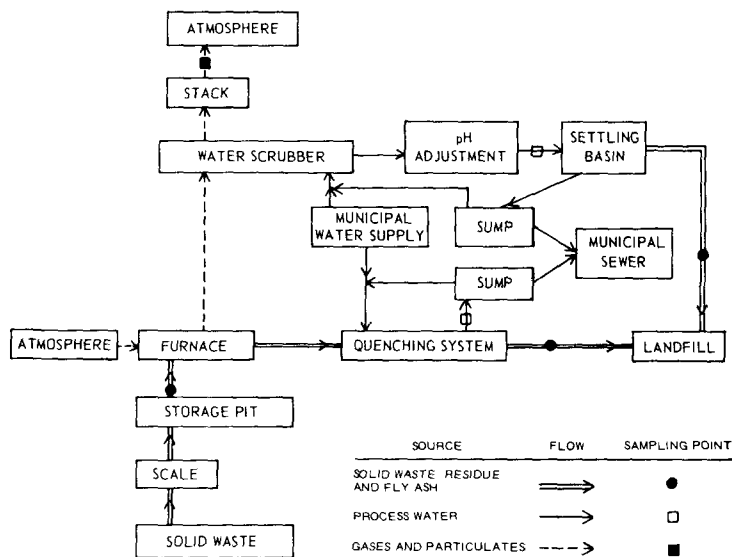 ATMOSPHERE
STACK
WATER SCRUBBER
pH
ADJUSTMENT
SETTLING
BASIN
MUNICIPAL
WATER SUPPLY
SUMP
MUNICIPAL
SEWER
SUMP
ATMOSPHERE
FURNACE
QUENCHING SYSTEM
LANDFILL
STORAGE PIT
SCALE
SOLID WASTE
SOURCE FLOW SAMPLING POINT
SOLID WASTE RESIDUE
AND FLY ASH
PROCESS WATER
GASES AND PARTICULATES